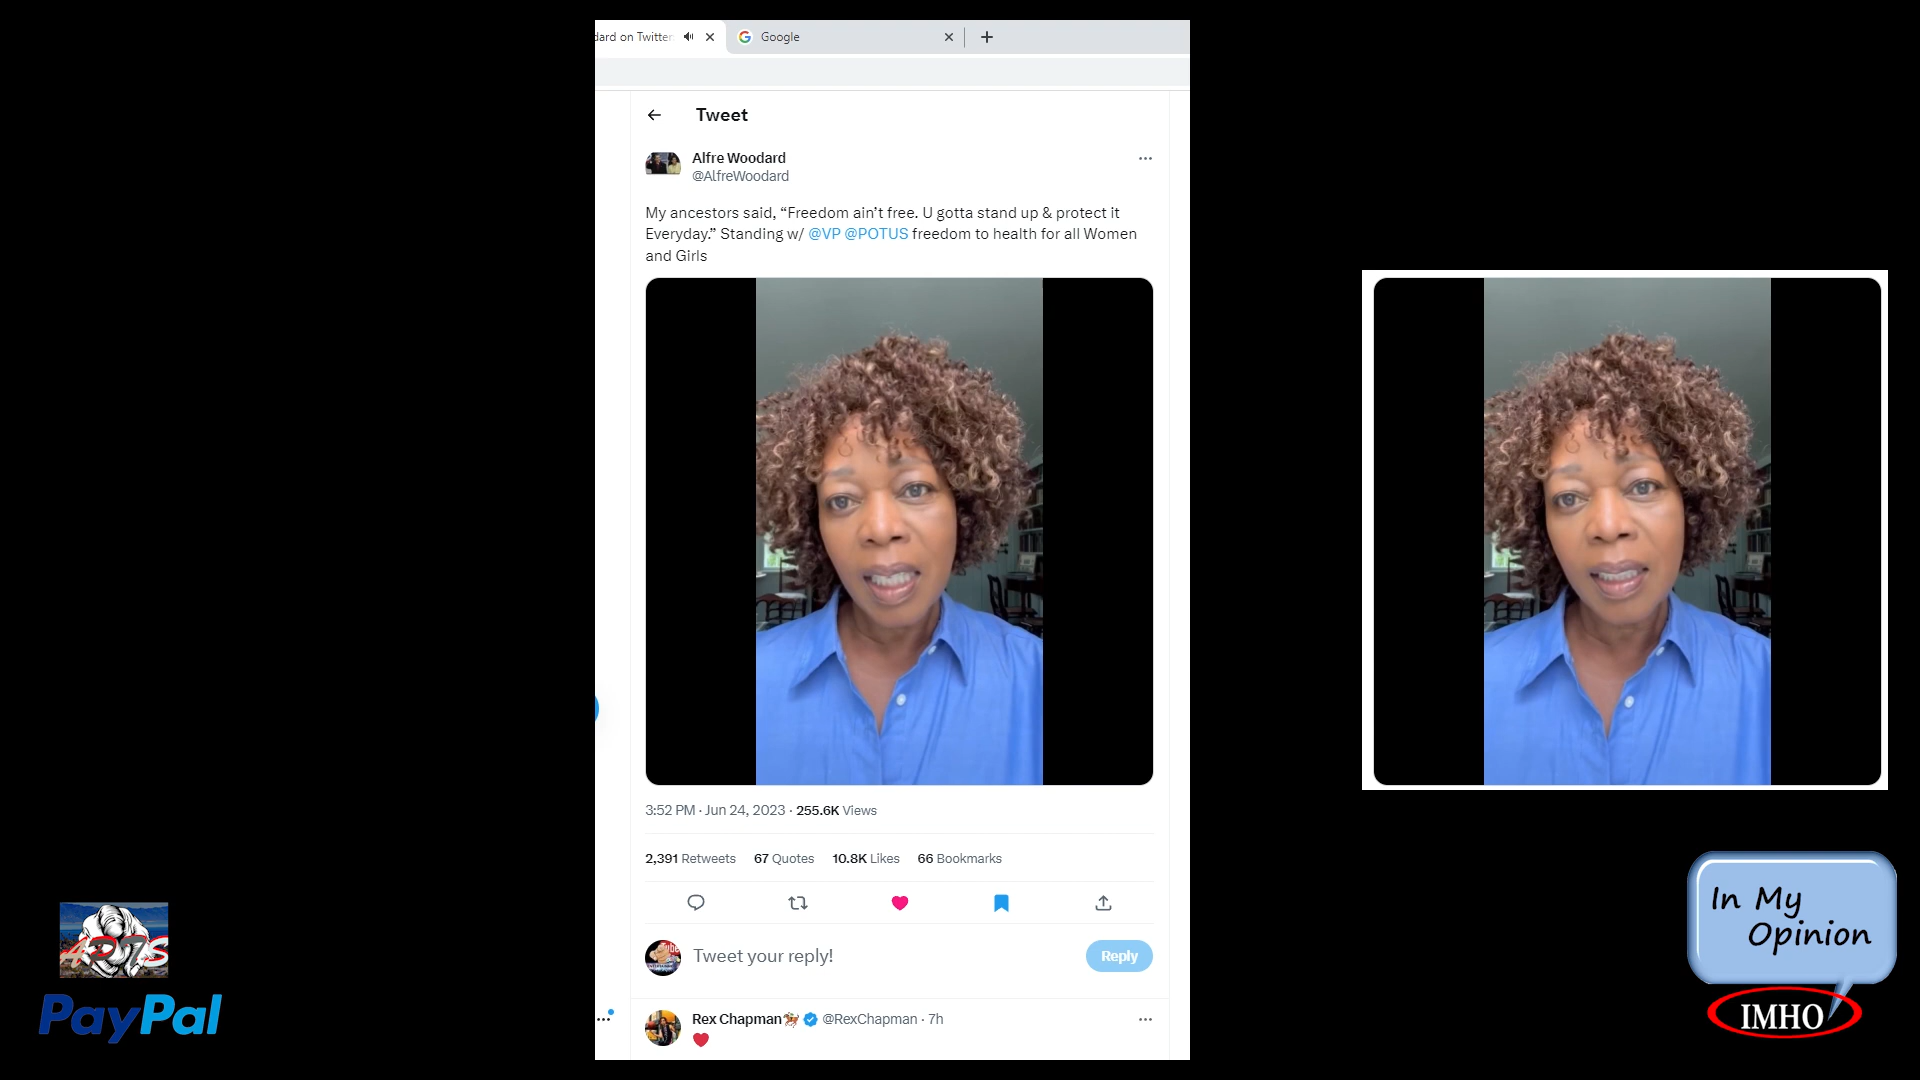 dard on Twitter
Google
Tweet
Alfre Woodard
@AlfreWoodard
My ancestors said, “Freedom ain’t free. U gotta stand up & protect it
Everyday.” Standing w/ @VP @POTUS freedom to health for all Women
and Girls
3:52 PM · Jun 24, 2023 · 255.6K Views
2,391 Retweets 67 Quotes 10.8K Likes 66 Bookmarks
Tweet your reply!
Reply
Rex Chapman @RexChapman · 7h
PayPal
In My
Opinion
IMHO